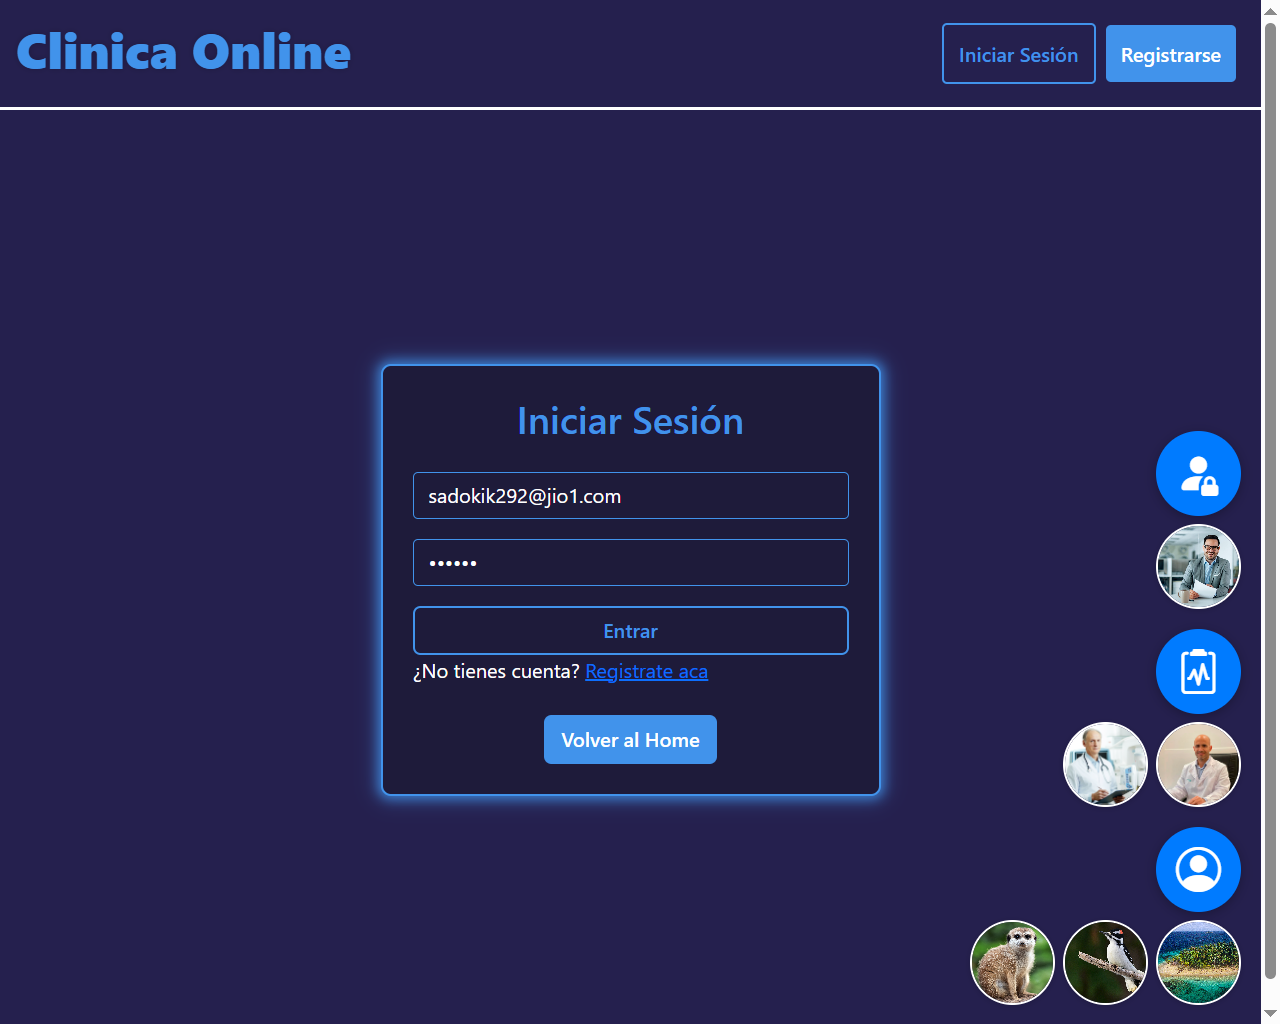 Clinica Online
Iniciar Sesión
Registrarse
Iniciar Sesión
sadokik292@jio1.com
••••••
Entrar
¿No tienes cuenta? Registrate aca
Volver al Home